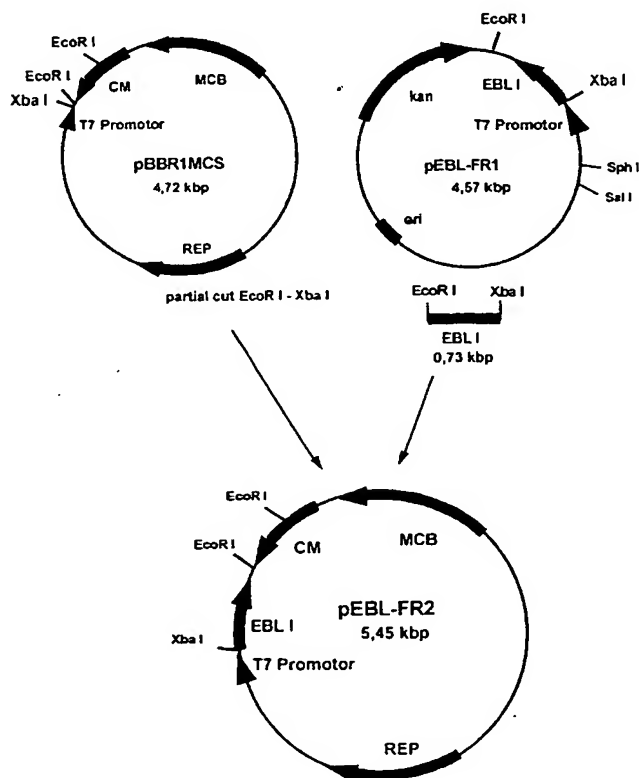 EcoR I
EcoR I
Xba I
CM
MCB
T7 Promotor
pBBR1MCS
4,72 kbp
REP
partial cut EcoR I - Xba I
EcoR I
kan
EBL I
Xba I
T7 Promotor
pEBL-FR1
4,57 kbp
Sph I
Sal I
ori
EcoR I
Xba I
EBL I
0,73 kbp
EcoR I
EcoR I
CM
MCB
Xba I
EBL I
T7 Promotor
pEBL-FR2
5,45 kbp
REP